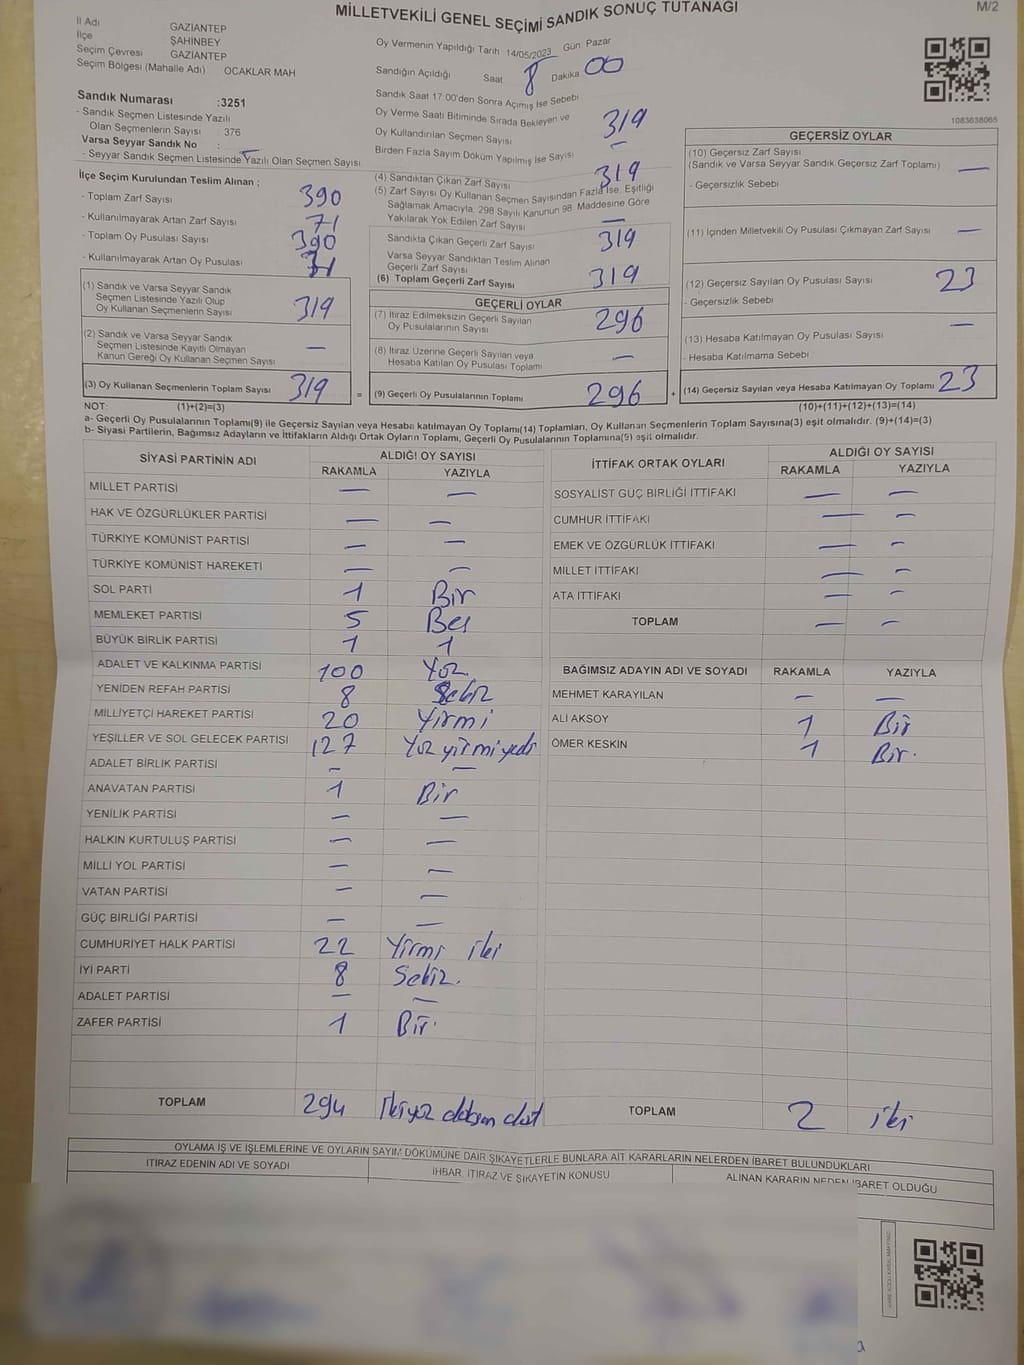 MİLLETVEKİLİ GENEL SEÇİMİ SANDIK SONUÇ TUTANAĞI
M/2
İl Adı GAZİANTEP
İlçe ŞAHİNBEY
Seçim Çevresi GAZİANTEP
Seçim Bölgesi (Mahalle Adı) OCAKLAR MAH
Sandık Numarası :3251
- Sandık Seçmen Listesinde Yazılı
Olan Seçmenlerin Sayısı : 376
Varsa Seyyar Sandık No : —
- Seyyar Sandık Seçmen Listesinde Yazılı Olan Seçmen Sayısı
İlçe Seçim Kurulundan Teslim Alınan ;
- Toplam Zarf Sayısı 390
- Kullanılmayarak Artan Zarf Sayısı 71
- Toplam Oy Pusulası Sayısı 390
- Kullanılmayarak Artan Oy Pusulası 71
(1) Sandık ve Varsa Seyyar Sandık
Seçmen Listesinde Yazılı Olup
Oy Kullanan Seçmenlerin Sayısı 319
(2) Sandık ve Varsa Seyyar Sandık
Seçmen Listesinde Kayıtlı Olmayan
Kanun Gereği Oy Kullanan Seçmen Sayısı —
(3) Oy Kullanan Seçmenlerin Toplam Sayısı 319 =
Oy Vermenin Yapıldığı Tarih 14/05/2023 Gün Pazar
Sandığın Açıldığı Saat 8 Dakika 00
Sandık Saat 17:00'den Sonra Açımış İse Sebebi
Oy Verme Saati Bitiminde Sırada Bekleyen ve
Oy Kullandırılan Seçmen Sayısı 319
Birden Fazla Sayım Döküm Yapılmış İse Sayısı —
(4) Sandıktan Çıkan Zarf Sayısı 319
(5) Zarf Sayısı Oy Kullanan Seçmen Sayısından Fazla İse, Eşitliği
Sağlamak Amacıyla, 298 Sayılı Kanunun 98. Maddesine Göre
Yakılarak Yok Edilen Zarf Sayısı —
Sandıkta Çıkan Geçerli Zarf Sayısı 319
Varsa Seyyar Sandıktan Teslim Alınan
Geçerli Zarf Sayısı
(6) Toplam Geçerli Zarf Sayısı 319
GEÇERLİ OYLAR
(7) İtiraz Edilmeksizin Geçerli Sayılan
Oy Pusulalarının Sayısı 296
(8) İtiraz Üzerine Geçerli Sayılan veya
Hesaba Katılan Oy Pusulası Toplamı —
(9) Geçerli Oy Pusulalarının Toplamı 296 +
1083638065
GEÇERSİZ OYLAR
(10) Geçersiz Zarf Sayısı
(Sandık ve Varsa Seyyar Sandık Geçersiz Zarf Toplamı) —
- Geçersizlik Sebebi
(11) İçinden Milletvekili Oy Pusulası Çıkmayan Zarf Sayısı —
(12) Geçersiz Sayılan Oy Pusulası Sayısı 23
- Geçersizlik Sebebi
(13) Hesaba Katılmayan Oy Pusulası Sayısı —
- Hesaba Katılmama Sebebi
(14) Geçersiz Sayılan veya Hesaba Katılmayan Oy Toplamı 23
NOT: (1)+(2)=(3) (10)+(11)+(12)+(13)=(14)
a- Geçerli Oy Pusulalarının Toplamı(9) ile Geçersiz Sayılan veya Hesaba katılmayan Oy Toplamı(14) Toplamları, Oy Kullanan Seçmenlerin Toplam Sayısına(3) eşit olmalıdır. (9)+(14)=(3)
b- Siyasi Partilerin, Bağımsız Adayların ve İttifakların Aldığı Ortak Oyların Toplamı, Geçerli Oy Pusulalarının Toplamına(9) eşit olmalıdır.
SİYASİ PARTİNİN ADI ALDIĞI OY SAYISI
RAKAMLA YAZIYLA
MİLLET PARTİSİ — —
HAK VE ÖZGÜRLÜKLER PARTİSİ — —
TÜRKİYE KOMÜNİST PARTİSİ — —
TÜRKİYE KOMÜNİST HAREKETİ — —
SOL PARTİ 1 Bir
MEMLEKET PARTİSİ 5 Beş
BÜYÜK BİRLİK PARTİSİ 1 1
ADALET VE KALKINMA PARTİSİ 100 Yüz.
YENİDEN REFAH PARTİSİ 8 Sekiz
MİLLİYETÇİ HAREKET PARTİSİ 20 Yirmi
YEŞİLLER VE SOL GELECEK PARTİSİ 127 Yüz yirmi yedi
ADALET BİRLİK PARTİSİ — —
ANAVATAN PARTİSİ 1 Bir
YENİLİK PARTİSİ — —
HALKIN KURTULUŞ PARTİSİ — —
MİLLİ YOL PARTİSİ — —
VATAN PARTİSİ — —
GÜÇ BİRLİĞİ PARTİSİ — —
CUMHURİYET HALK PARTİSİ 22 Yirmi iki
İYİ PARTİ 8 Sekiz.
ADALET PARTİSİ — —
ZAFER PARTİSİ 1 Bir.
TOPLAM 294 İkiyüz doksan dört
İTTİFAK ORTAK OYLARI ALDIĞI OY SAYISI
RAKAMLA YAZIYLA
SOSYALİST GÜÇ BİRLİĞİ İTTİFAKI — —
CUMHUR İTTİFAKI — —
EMEK VE ÖZGÜRLÜK İTTİFAKI — —
MİLLET İTTİFAKI — —
ATA İTTİFAKI — —
TOPLAM — —
BAĞIMSIZ ADAYIN ADI VE SOYADI RAKAMLA YAZIYLA
MEHMET KARAYILAN — —
ALİ AKSOY 1 Bir
ÖMER KESKİN 1 Bir.
TOPLAM 2 iki
OYLAMA İŞ VE İŞLEMLERİNE VE OYLARIN SAYIM DÖKÜMÜNE DAİR ŞİKAYETLERLE BUNLARA AİT KARARLARIN NELERDEN İBARET BULUNDUKLARI
İTİRAZ EDENİN ADI VE SOYADI İHBAR, İTİRAZ VE ŞİKAYETİN KONUSU ALINAN KARARIN NEDEN İBARET OLDUĞU